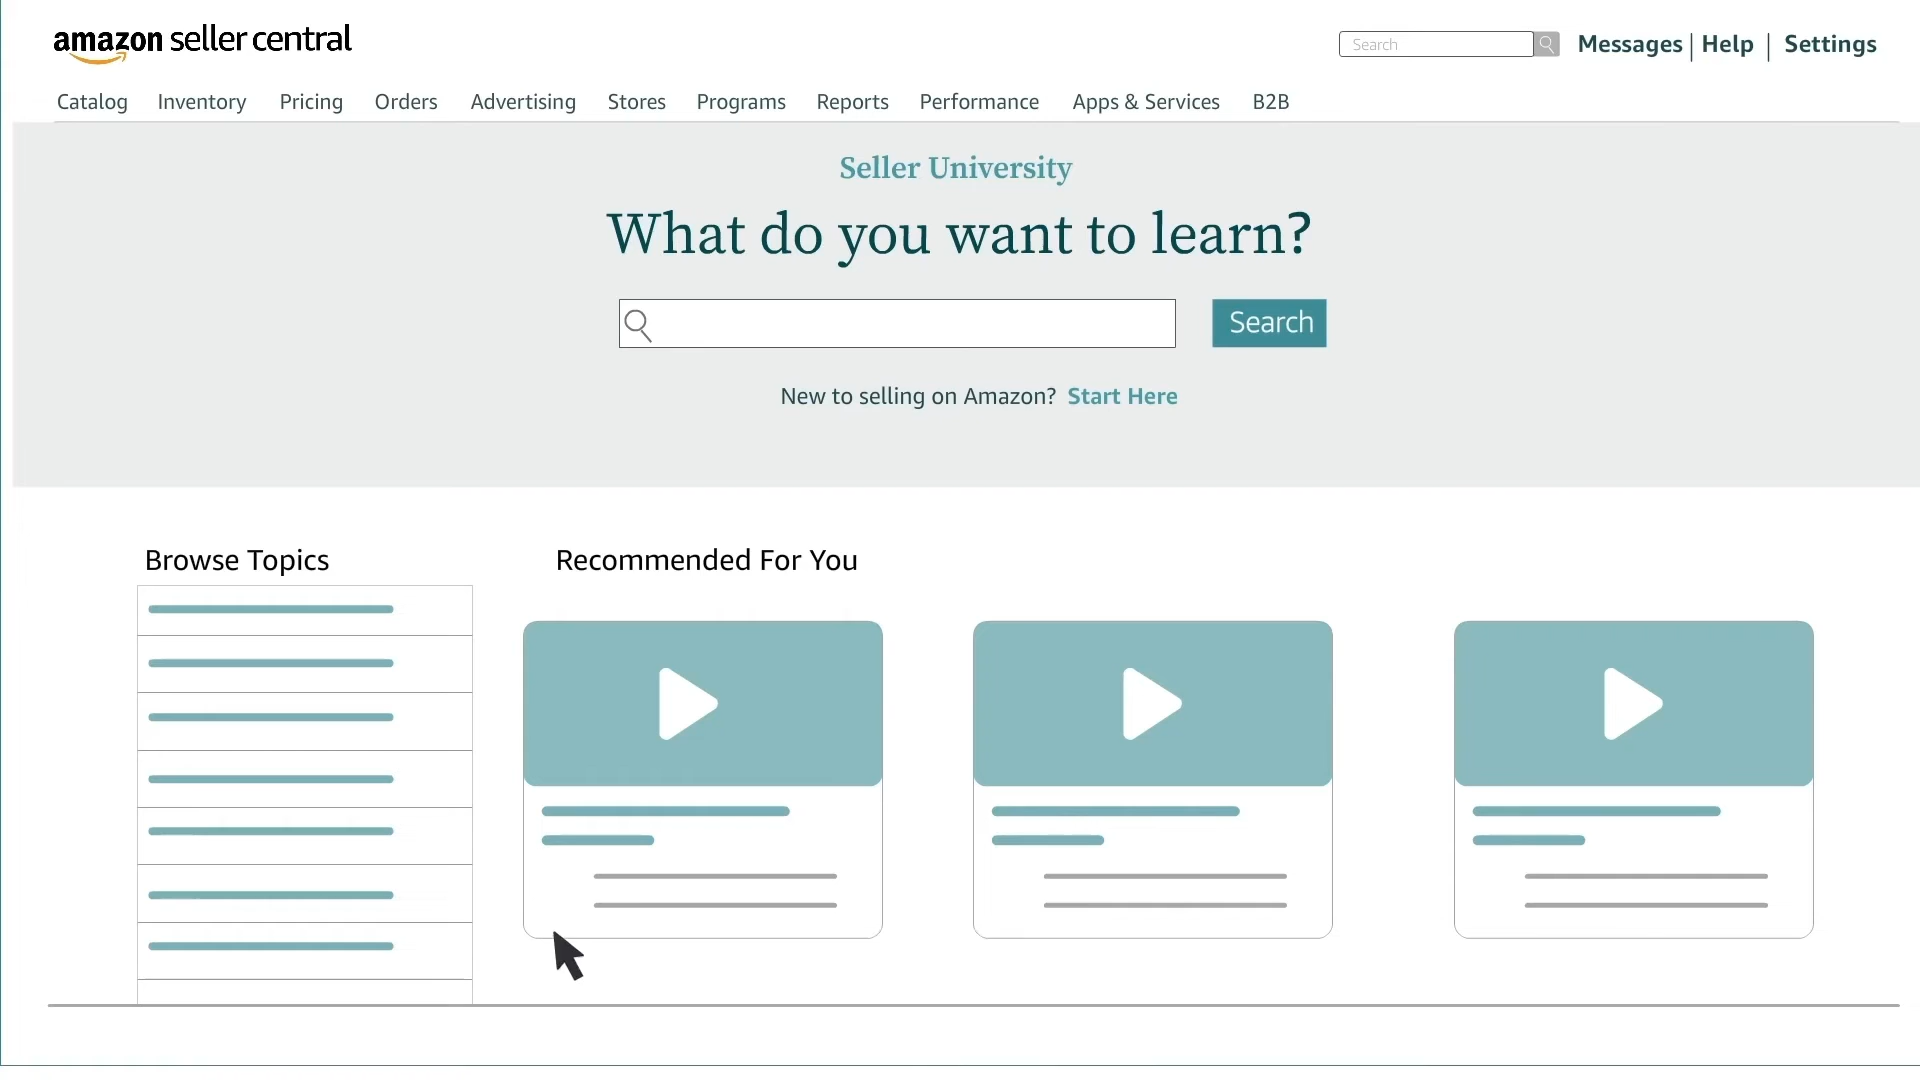 amazon seller central
Search
Messages | Help | Settings
Catalog Inventory Pricing Orders Advertising Stores Programs Reports Performance Apps & Services B2B
Seller University
What do you want to learn?
Search
New to selling on Amazon? Start Here
Browse Topics
Recommended For You